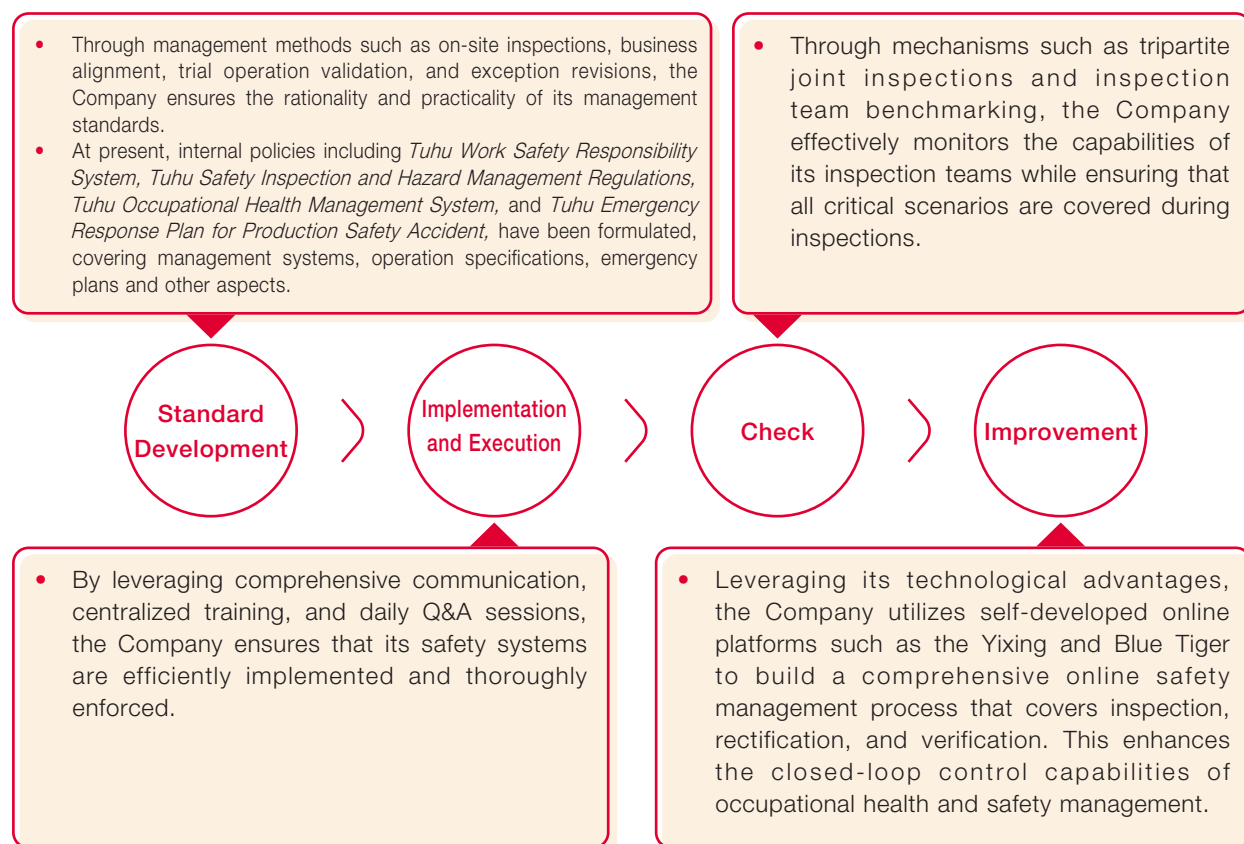 • Through management methods such as on-site inspections, business
alignment, trial operation validation, and exception revisions, the
Company ensures the rationality and practicality of its management
standards.
• At present, internal policies including Tuhu Work Safety Responsibility
System, Tuhu Safety Inspection and Hazard Management Regulations,
Tuhu Occupational Health Management System, and Tuhu Emergency
Response Plan for Production Safety Accident, have been formulated,
covering management systems, operation specifications, emergency
plans and other aspects.
• Through mechanisms such as tripartite
joint inspections and inspection
team benchmarking, the Company
effectively monitors the capabilities of
its inspection teams while ensuring that
all critical scenarios are covered during
inspections.
Standard
Development
Implementation
and Execution
Check
Improvement
• By leveraging comprehensive communication,
centralized training, and daily Q&A sessions,
the Company ensures that its safety systems
are efficiently implemented and thoroughly
enforced.
• Leveraging its technological advantages,
the Company utilizes self-developed online
platforms such as the Yixing and Blue Tiger
to build a comprehensive online safety
management process that covers inspection,
rectification, and verification. This enhances
the closed-loop control capabilities of
occupational health and safety management.